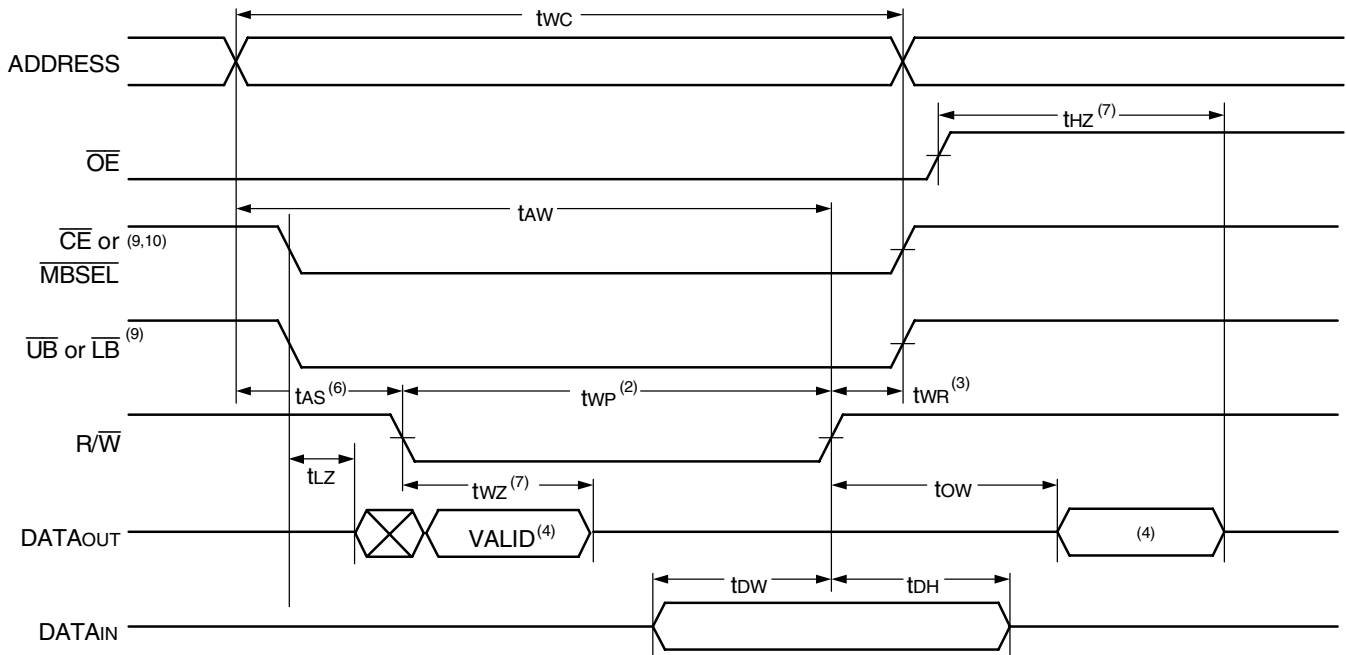 tWC
ADDRESS
tHZ (7)
OE
tAW
CE or (9,10)
MBSEL
UB or LB (9)
tAS (6)
tWP (2)
tWR (3)
R/W
tLZ
tWZ (7)
tOW
DATAOUT
VALID (4)
(4)
tDW
tDH
DATAIN